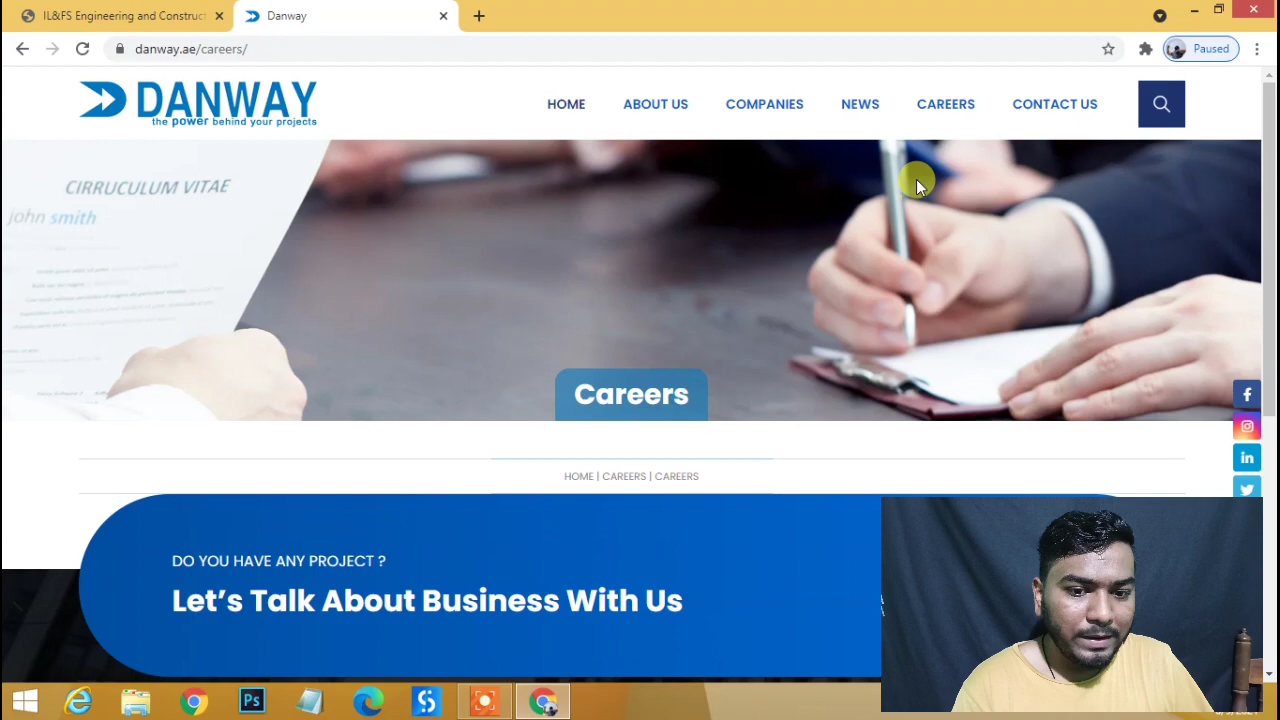 IL&FS Engineering and Construct
Danway
danway.ae/careers/
Paused
DANWAY
the power behind your projects
HOME
ABOUT US
COMPANIES
NEWS
CAREERS
CONTACT US
CIRRUCULUM VITAE
john smith
Careers
HOME | CAREERS | CAREERS
DO YOU HAVE ANY PROJECT ?
Let's Talk About Business With Us
Ps